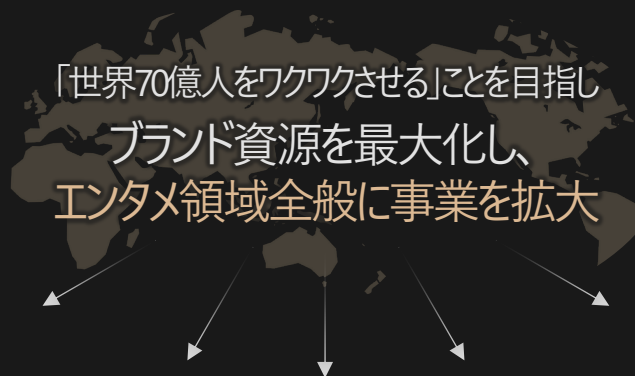 「世界70億人をワクワクさせる」ことを目指し
ブランド資源を最大化し、
エンタメ領域全般に事業を拡大